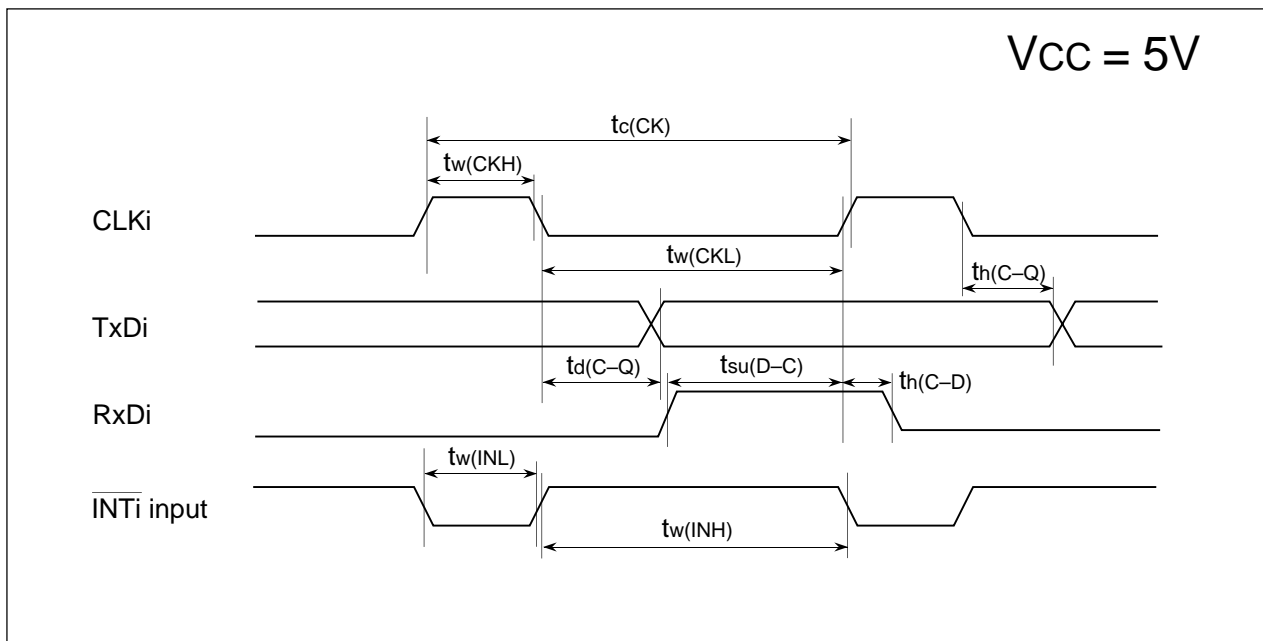 VCC = 5V
tc(CK)
tw(CKH)
CLKi
tw(CKL)
th(C–Q)
TxDi
td(C–Q)
tsu(D–C)
th(C–D)
RxDi
tw(INL)
INTi input
tw(INH)